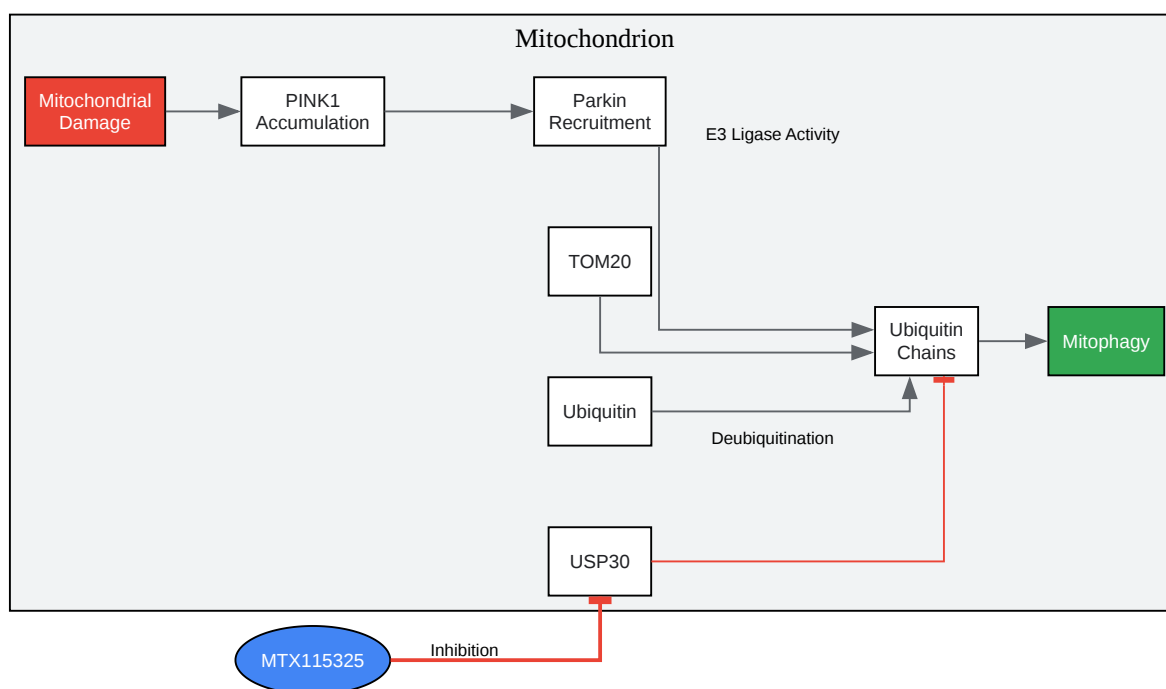 Mitochondrion
Mitochondrial
Damage
PINK1
Accumulation
Parkin
Recruitment
E3 Ligase Activity
TOM20
Ubiquitin
Chains
Mitophagy
Ubiquitin
Deubiquitination
USP30
MTX115325
Inhibition